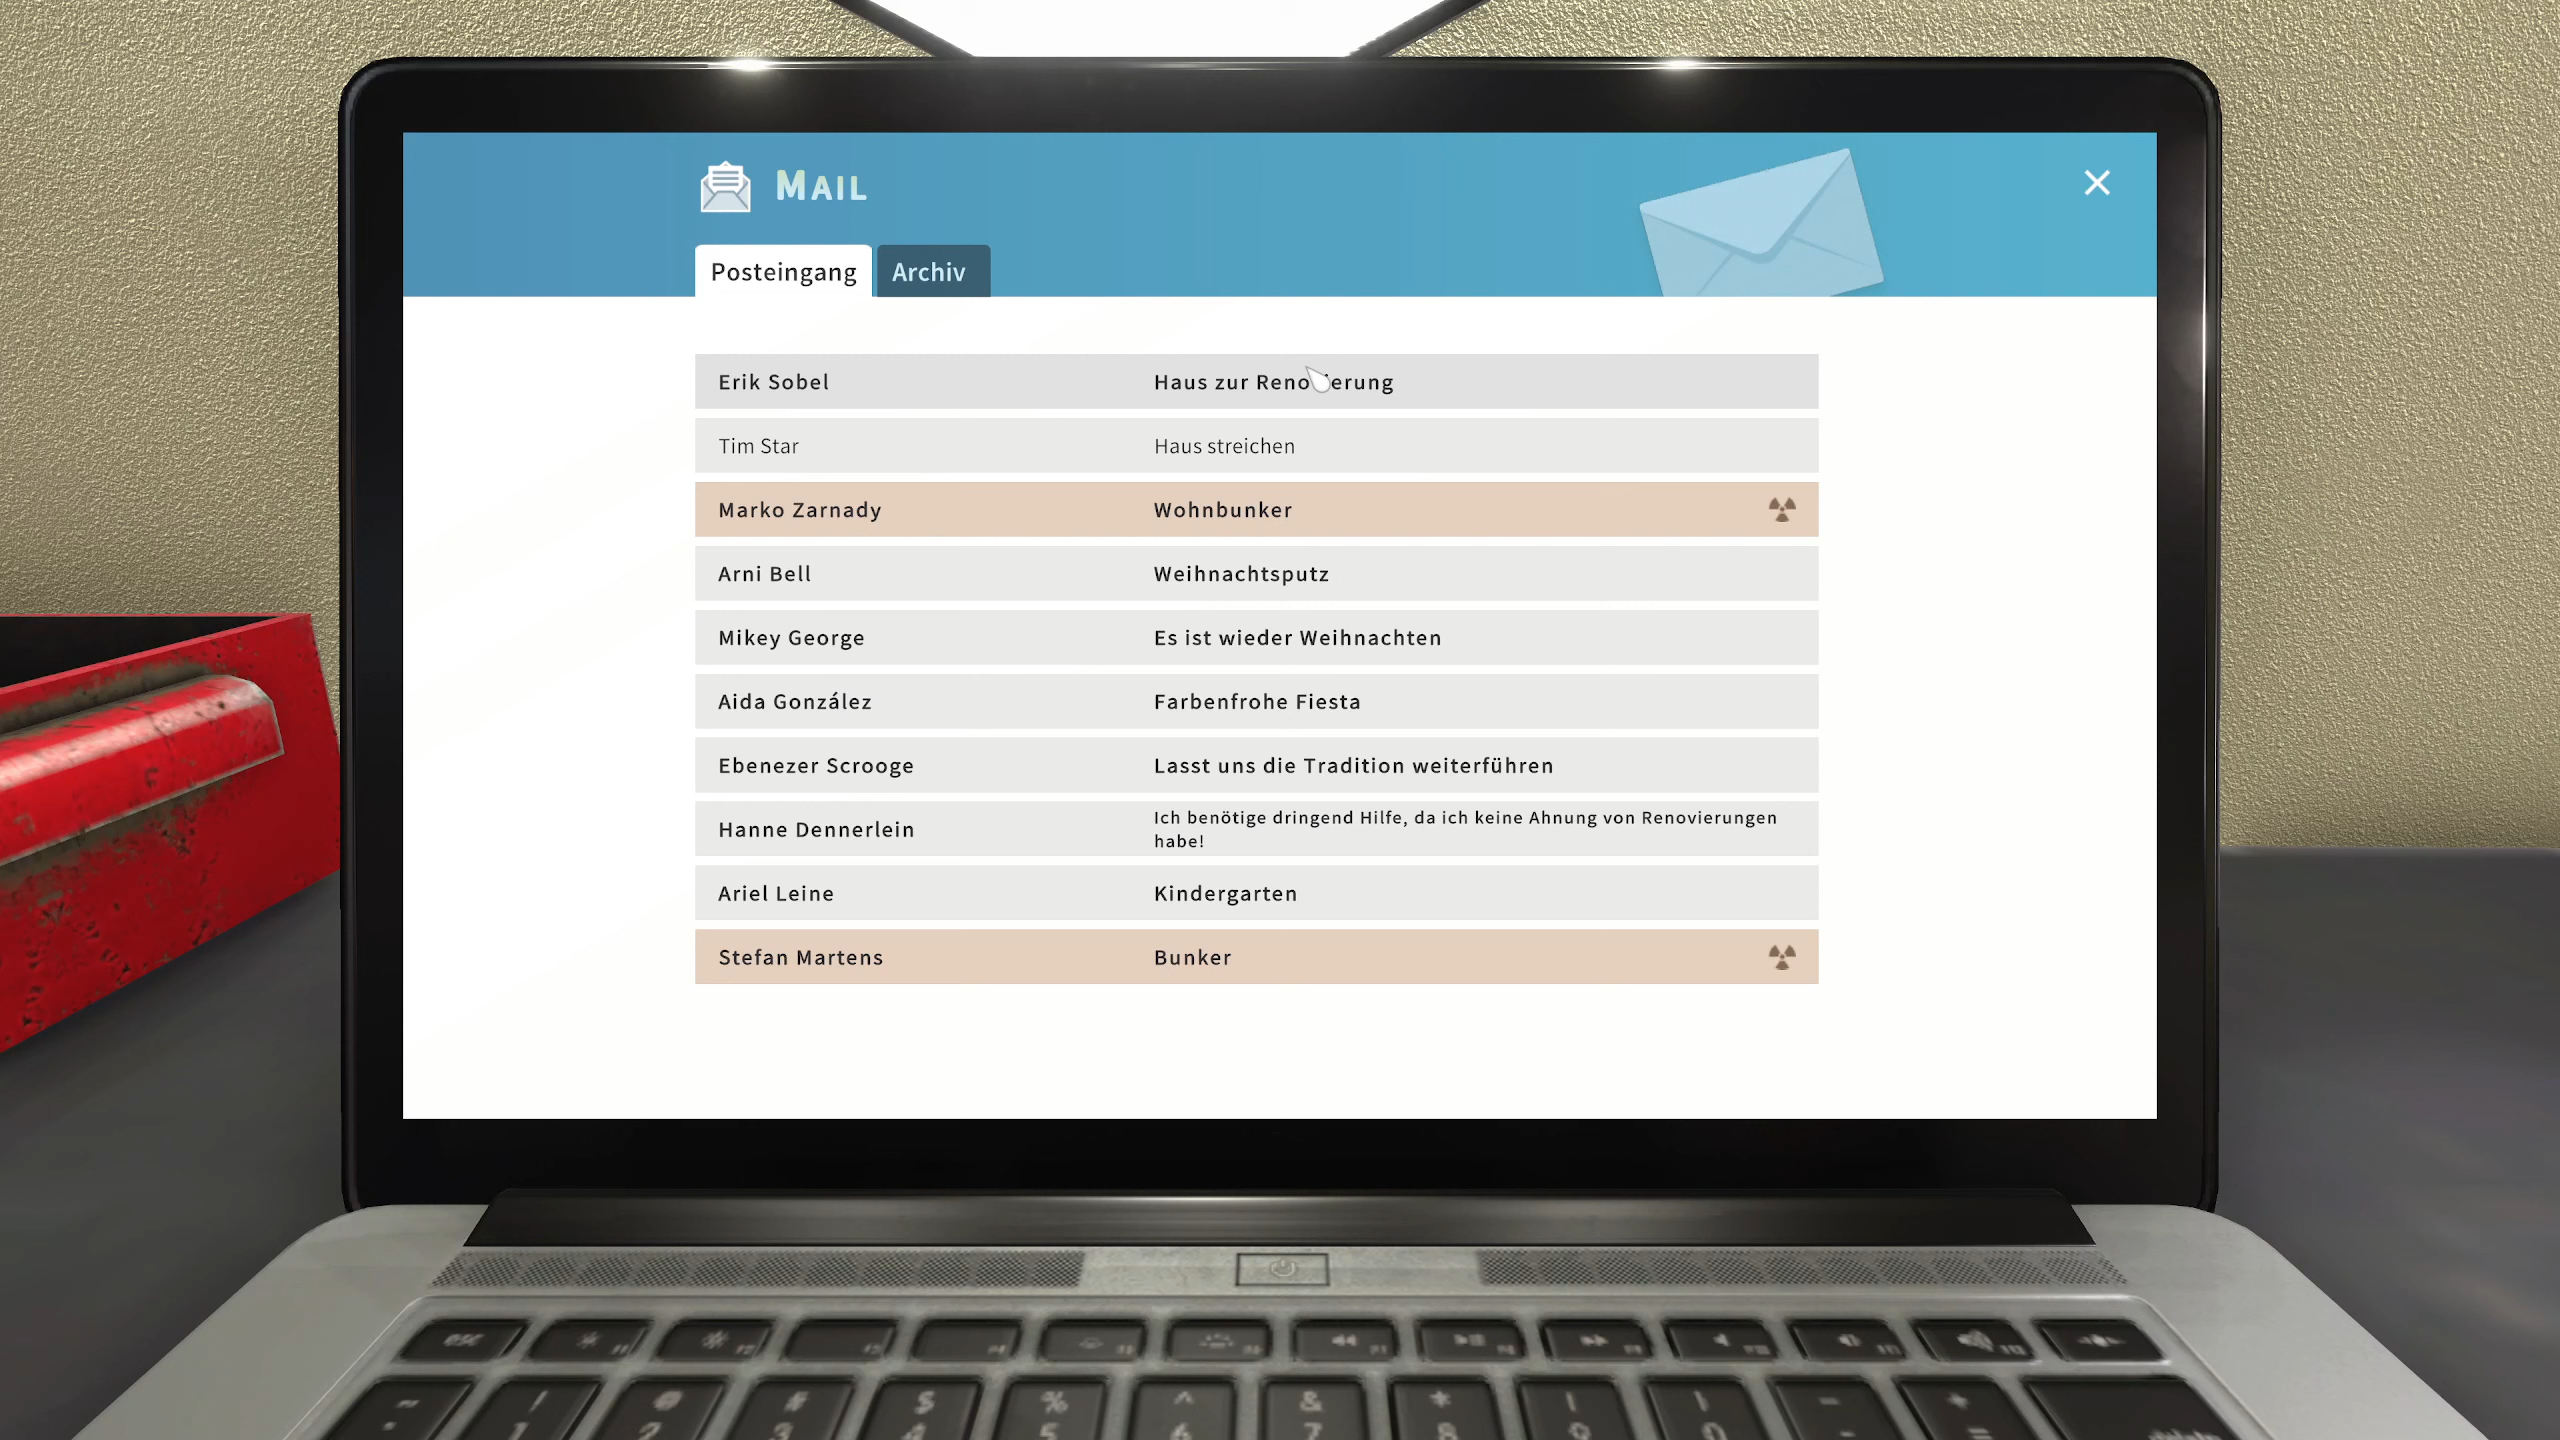 MAIL
Posteingang
Archiv
Erik Sobel
Haus zur Renovierung
Tim Star
Haus streichen
Marko Zarnady
Wohnbunker
Arni Bell
Weihnachtsputz
Mikey George
Es ist wieder Weihnachten
Aida González
Farbenfrohe Fiesta
Ebenezer Scrooge
Lasst uns die Tradition weiterführen
Hanne Dennerlein
Ich benötige dringend Hilfe, da ich keine Ahnung von Renovierungen
habe!
Ariel Leine
Kindergarten
Stefan Martens
Bunker
esc